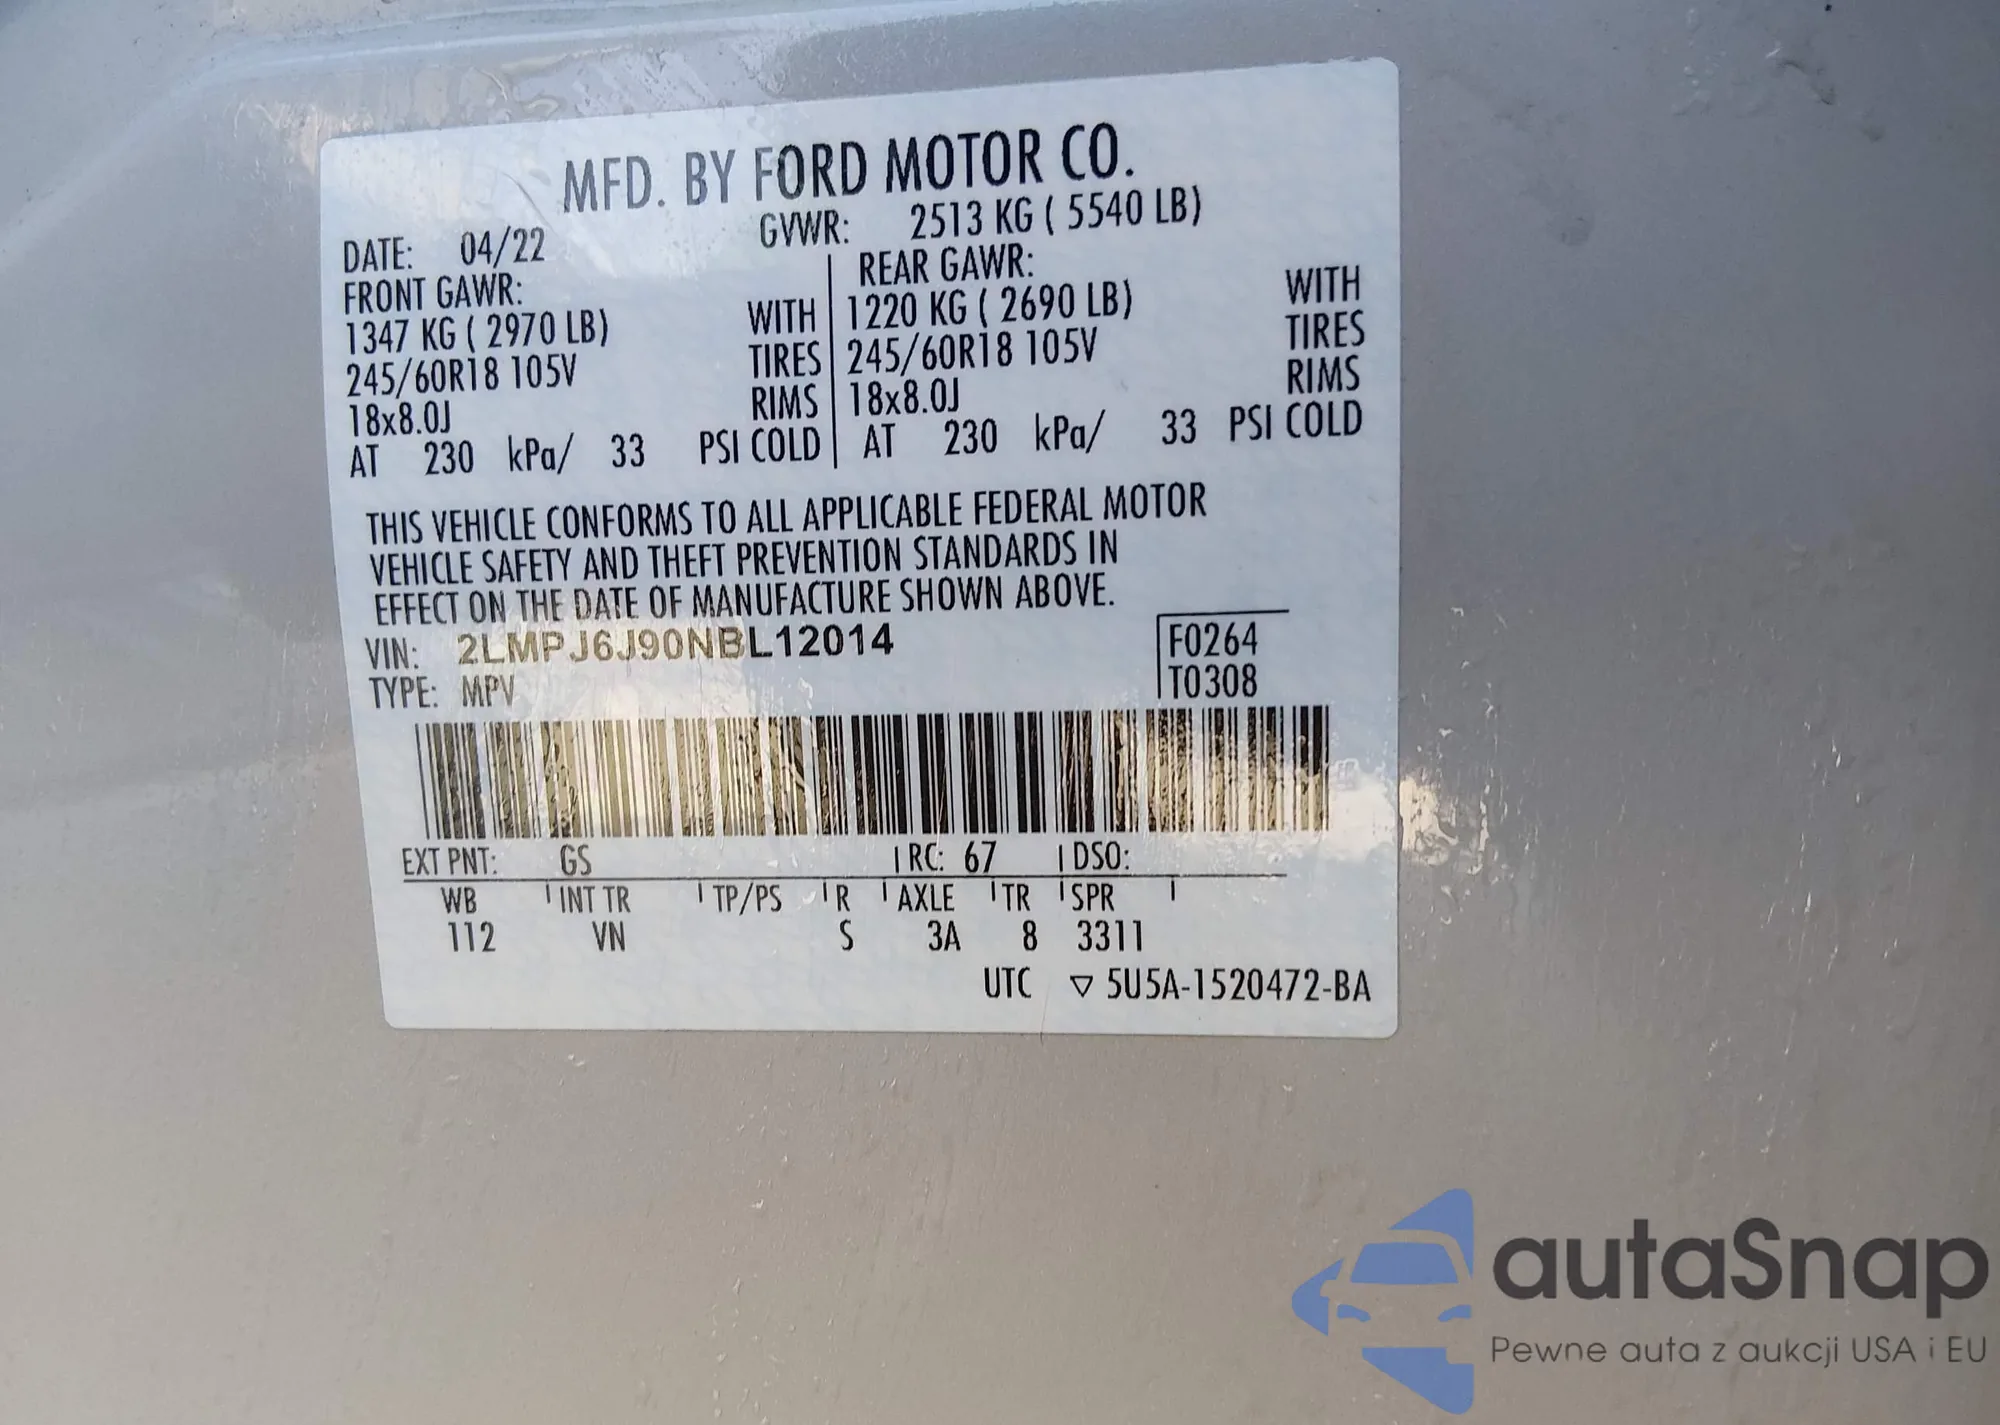 MFD. BY FORD MOTOR CO.
DATE: 04/22 GVWR: 2513 KG ( 5540 LB)
FRONT GAWR: REAR GAWR:
1347 KG ( 2970 LB) WITH 1220 KG ( 2690 LB) WITH
245/60R18 105V TIRES 245/60R18 105V TIRES
18x8.0J RIMS 18x8.0J RIMS
AT 230 kPa/ 33 PSI COLD AT 230 kPa/ 33 PSI COLD
THIS VEHICLE CONFORMS TO ALL APPLICABLE FEDERAL MOTOR
VEHICLE SAFETY AND THEFT PREVENTION STANDARDS IN
EFFECT ON THE DATE OF MANUFACTURE SHOWN ABOVE.
VIN: 2LMPJ6J90NBL12014 F0264
TYPE: MPV T0308
EXT PNT: GS RC: 67 DSO:
WB INT TR TP/PS R AXLE TR SPR
112 VN S 3A 8 3311
UTC ▽ 5U5A-1520472-BA
autaSnap
Pewne auta z aukcji USA i EU